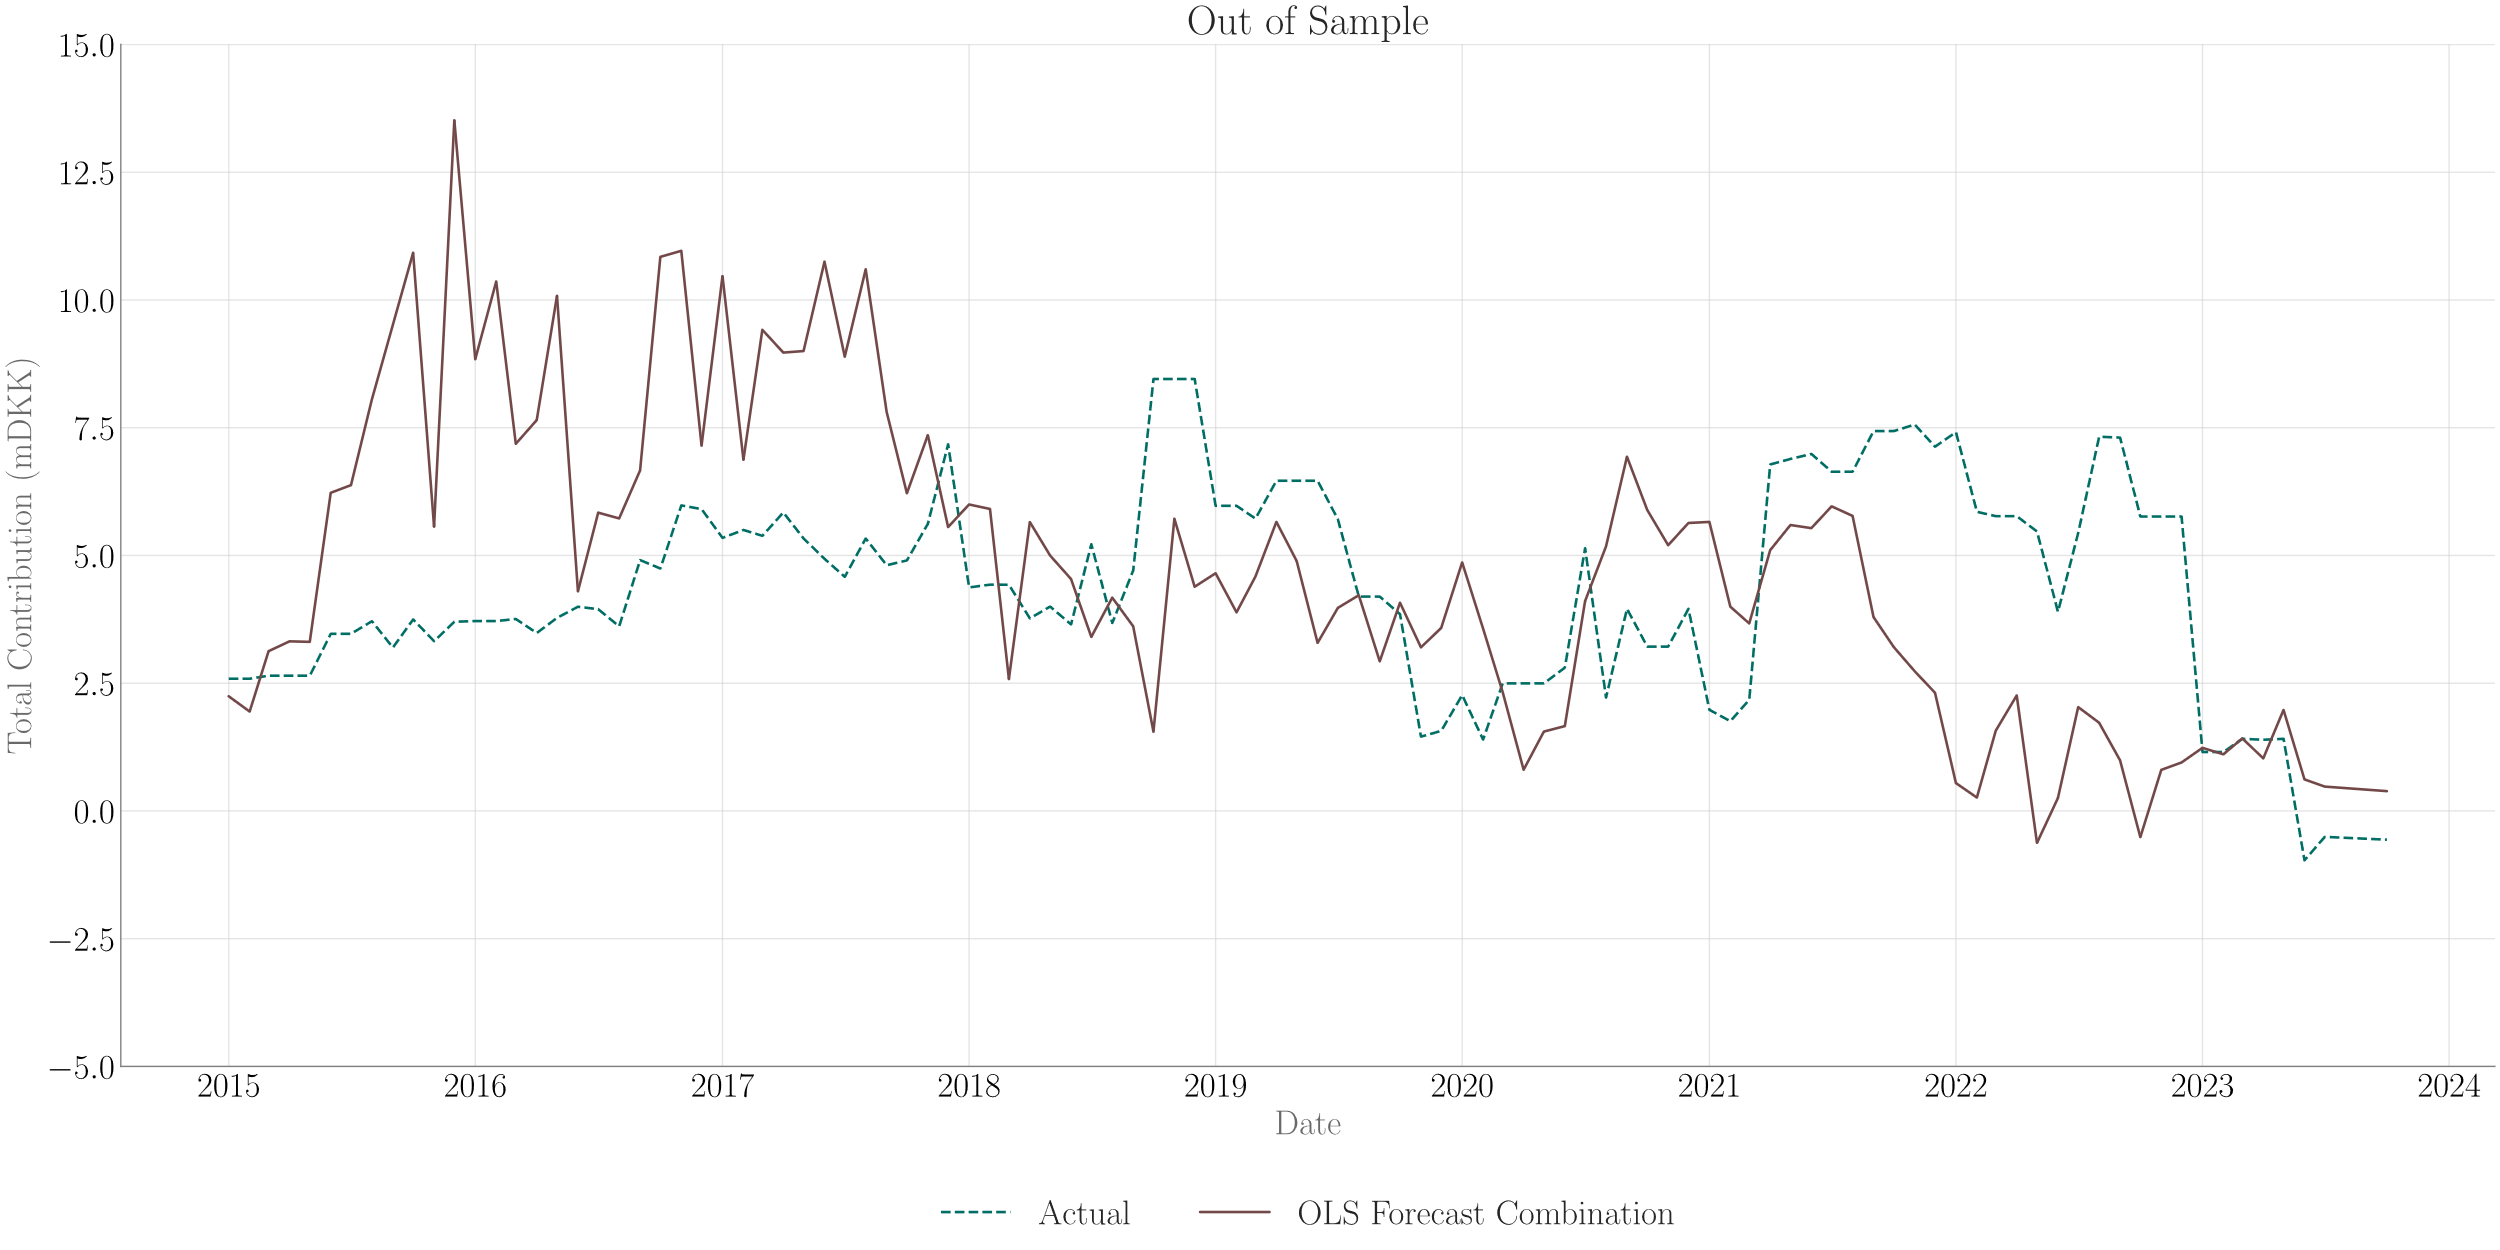 Out of Sample
Total Contribution (mDKK)
15.0
12.5
10.0
7.5
5.0
2.5
0.0
−2.5
−5.0
2015 2016 2017 2018 2019 2020 2021 2022 2023 2024
Date
Actual OLS Forecast Combination